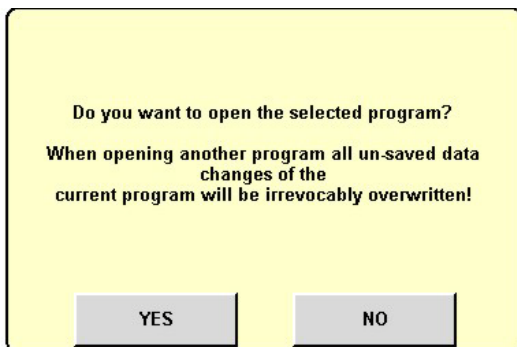 Do you want to open the selected program?
When opening another program all un-saved data
changes of the
current program will be irrevocably overwritten!
YES
NO